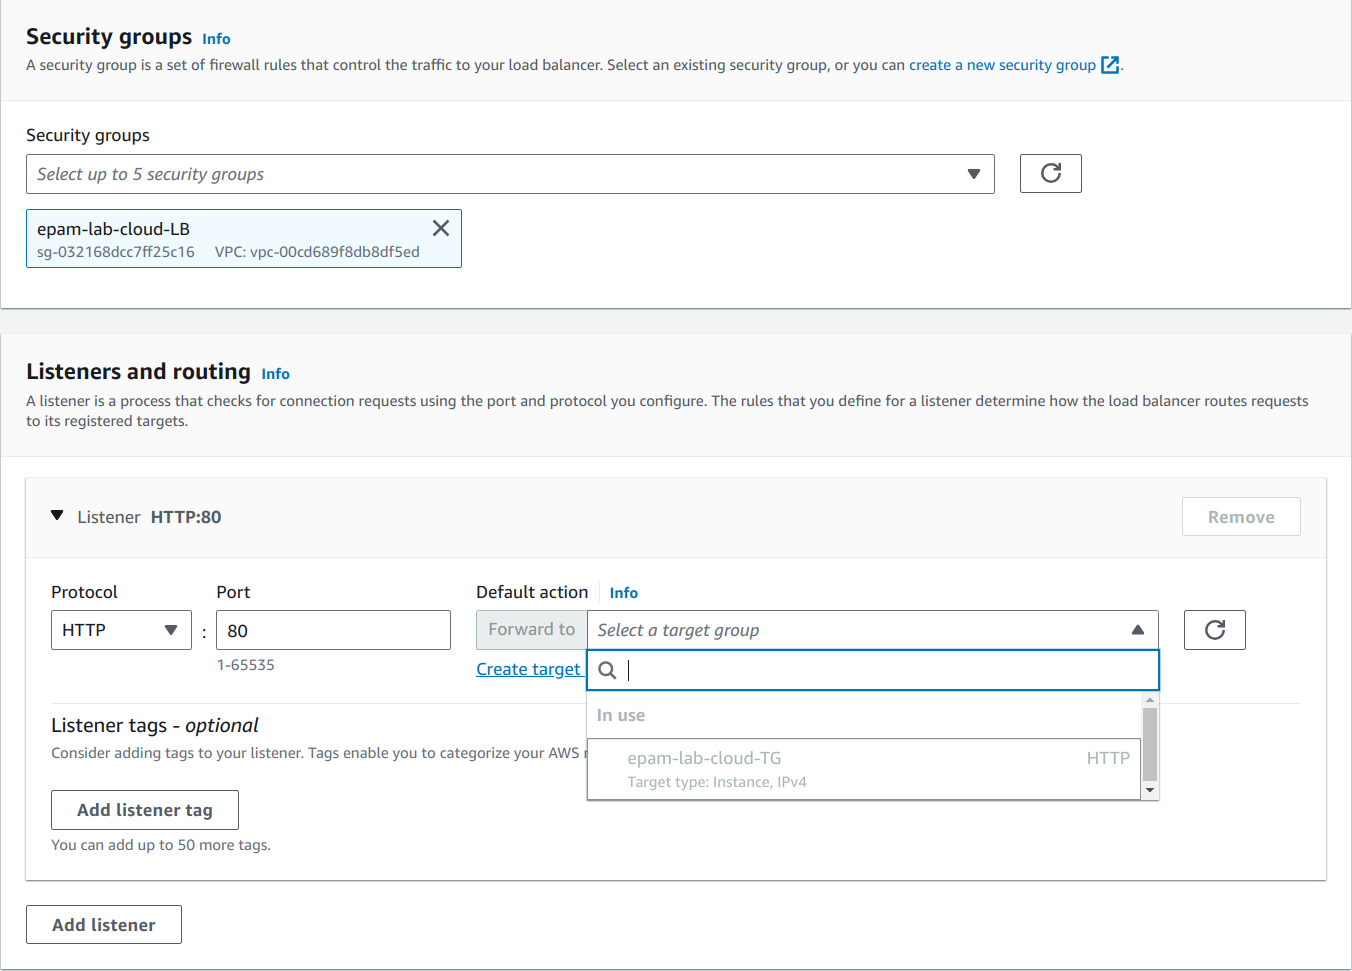 Security groups Info
A security group is a set of firewall rules that control the traffic to your load balancer. Select an existing security group, or you can create a new security group .
Security groups
Select up to 5 security groups
epam-lab-cloud-LB
sg-032168dcc7ff25c16 VPC: vpc-00cd689f8db8df5ed
Listeners and routing Info
A listener is a process that checks for connection requests using the port and protocol you configure. The rules that you define for a listener determine how the load balancer routes requests
to its registered targets.
Listener HTTP:80
Remove
Protocol Port Default action Info
HTTP : 80 Forward to Select a target group
1-65535 Create target
In use
epam-lab-cloud-TG HTTP
Target type: Instance, IPv4
Listener tags - optional
Consider adding tags to your listener. Tags enable you to categorize your AWS
Add listener tag
You can add up to 50 more tags.
Add listener